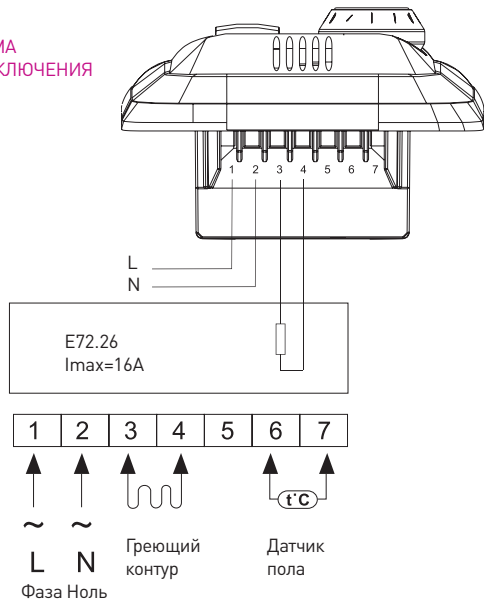 МА
КЛЮЧЕНИЯ
1 2 3 4 5 6 7
L
N
E72.26
Imax=16A
1 2 3 4 5 6 7
~ ~
L N
Фаза Ноль
Греющий
контур
t°C
Датчик
пола